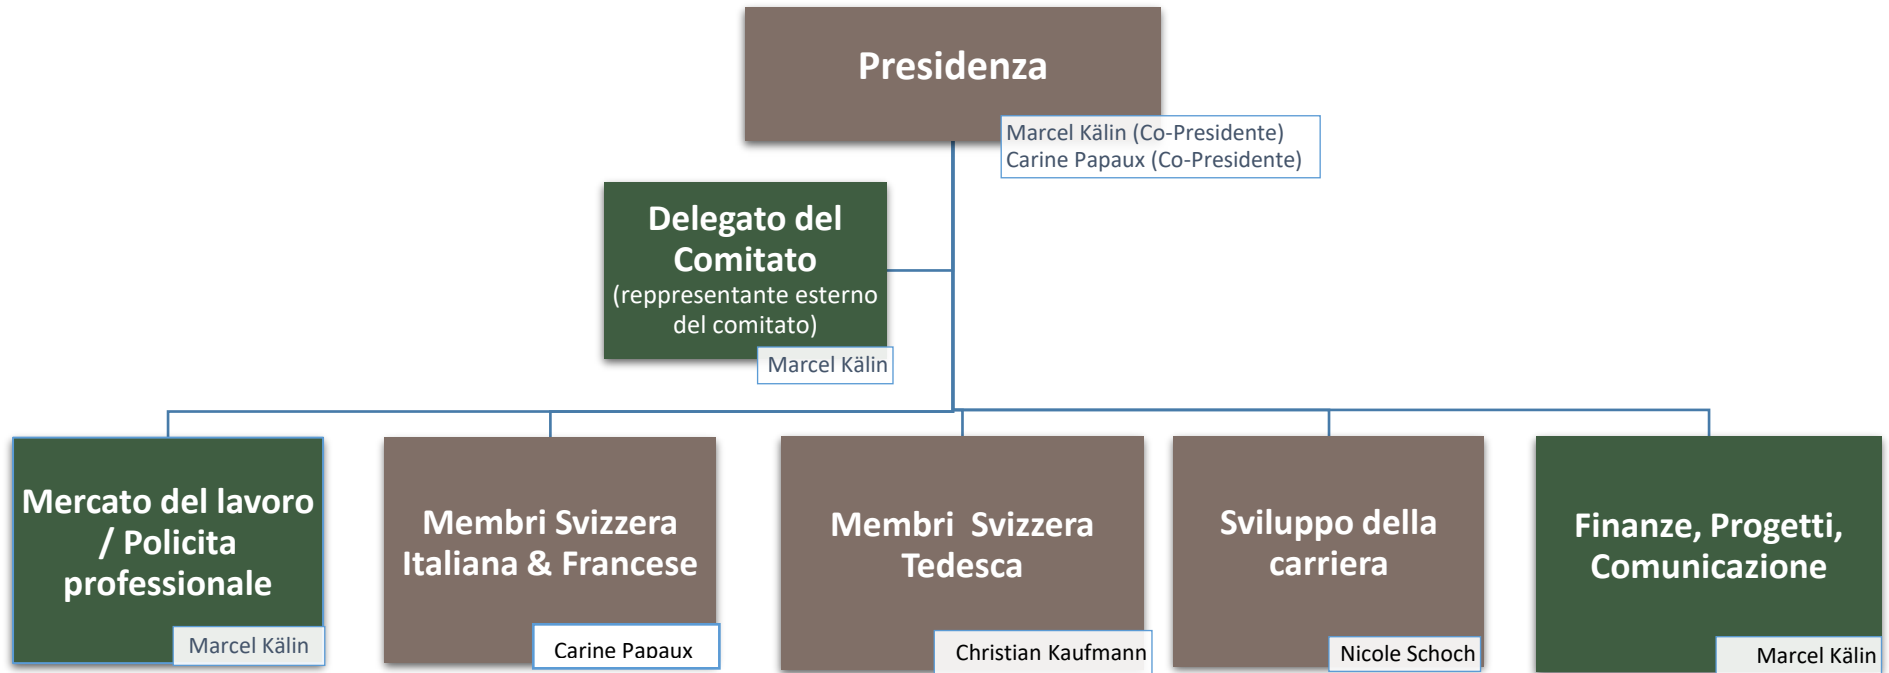 Presidenza
Marcel Kälin (Co-Presidente)
Carine Papaux (Co-Presidente)
Delegato del
Comitato
(reppresentante esterno
del comitato)
Marcel Kälin
Mercato del lavoro
/ Policita
professionale
Marcel Kälin
Membri Svizzera
Italiana & Francese
Carine Papaux
Membri Svizzera
Tedesca
Christian Kaufmann
Sviluppo della
carriera
Nicole Schoch
Finanze, Progetti,
Comunicazione
Marcel Kälin